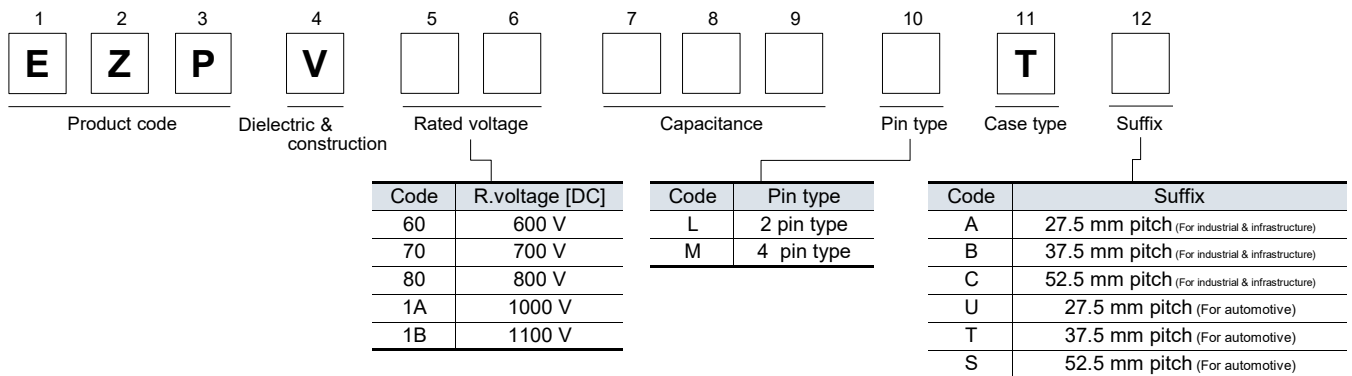 1 2 3 4 5 6 7 8 9 10 11 12
E Z P V T
Product code Dielectric & construction Rated voltage Capacitance Pin type Case type Suffix
Code R.voltage [DC]
60 600 V
70 700 V
80 800 V
1A 1000 V
1B 1100 V
Code Pin type
L 2 pin type
M 4 pin type
Code Suffix
A 27.5 mm pitch (For industrial & infrastructure)
B 37.5 mm pitch (For industrial & infrastructure)
C 52.5 mm pitch (For industrial & infrastructure)
U 27.5 mm pitch (For automotive)
T 37.5 mm pitch (For automotive)
S 52.5 mm pitch (For automotive)